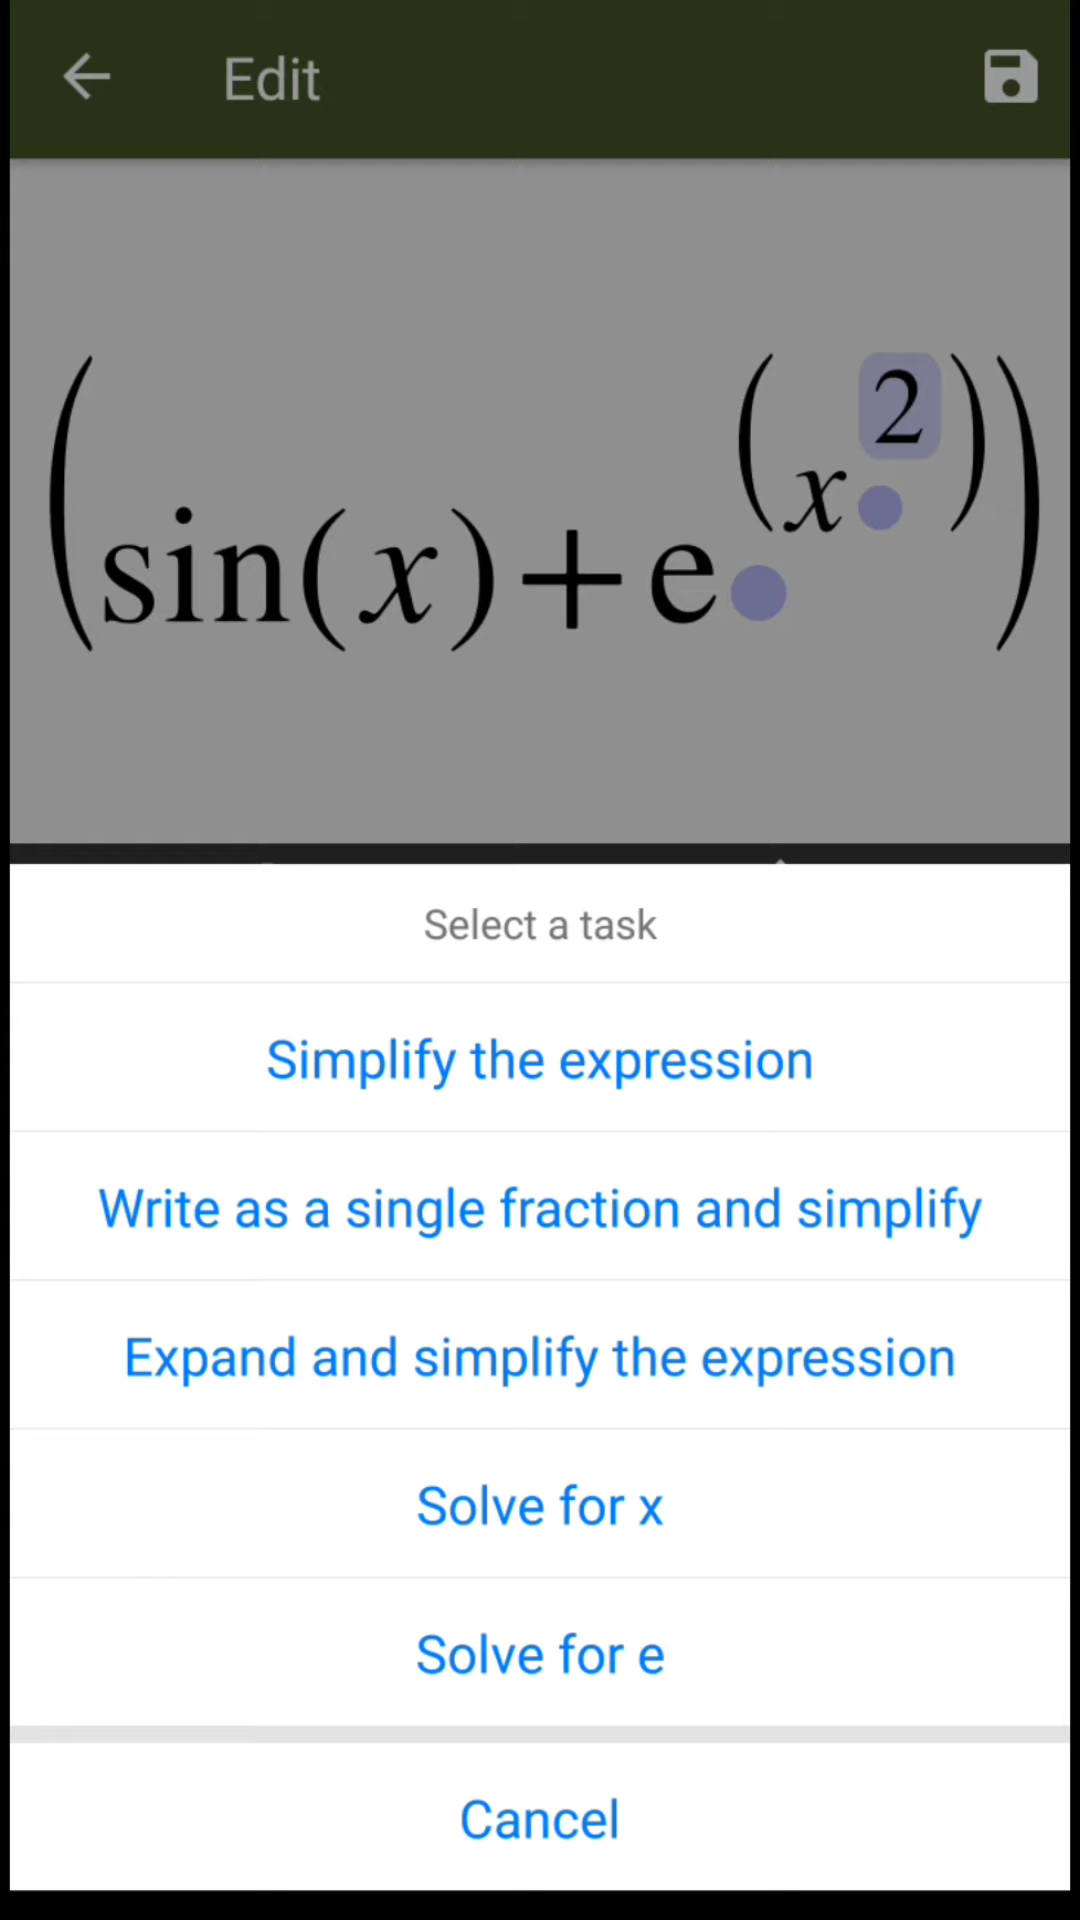 Edit
(sin(x)+e^(x^2))
Select a task
Simplify the expression
Write as a single fraction and simplify
Expand and simplify the expression
Solve for x
Solve for e
Cancel